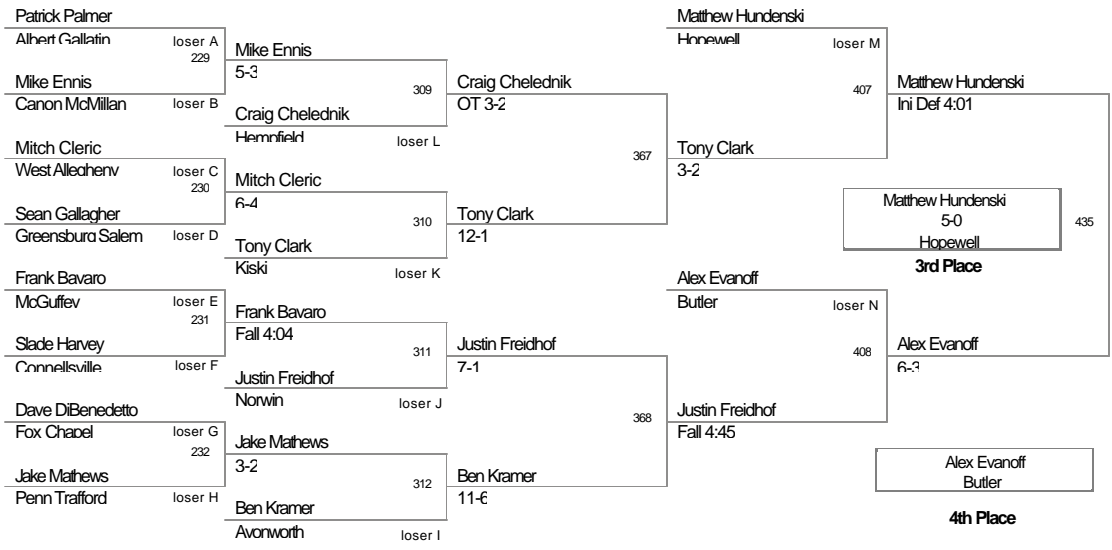 Patrick Palmer
Albert Gallatin
loser A
229
Mike Ennis
Canon McMillan
loser B
Mitch Cleric
West Allegheny
loser C
230
Sean Gallagher
Greensburg Salem
loser D
Frank Bavaro
McGuffey
loser E
231
Slade Harvey
Connellsville
loser F
Dave DiBenedetto
Fox Chapel
loser G
232
Jake Mathews
Penn Trafford
loser H
Mike Ennis
5-3
309
Craig Chelednik
Hempfield
loser L
Mitch Cleric
6-4
310
Tony Clark
Kiski
loser K
Frank Bavaro
Fall 4:04
311
Justin Freidhof
Norwin
loser J
Jake Mathews
3-2
312
Ben Kramer
Avonworth
loser I
Craig Chelednik
OT 3-2
367
Tony Clark
12-1
Justin Freidhof
7-1
368
Ben Kramer
11-6
Matthew Hundenski
Hopewell
loser M
407
Tony Clark
3-2
Alex Evanoff
Butler
loser N
408
Justin Freidhof
Fall 4:45
Matthew Hundenski
Inj Def 4:01
435
Alex Evanoff
6-3
Matthew Hundenski
5-0
Hopewell
3rd Place
Alex Evanoff
Butler
4th Place